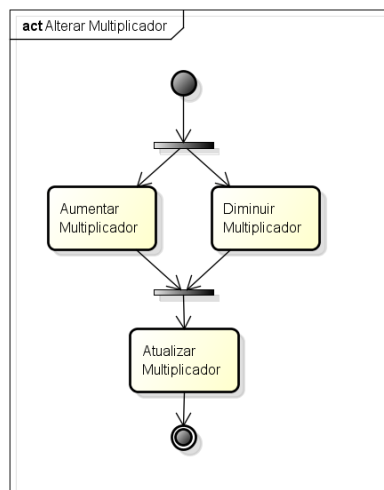 act Alterar Multiplicador
Aumentar
Multiplicador
Diminuir
Multiplicador
Atualizar
Multiplicador